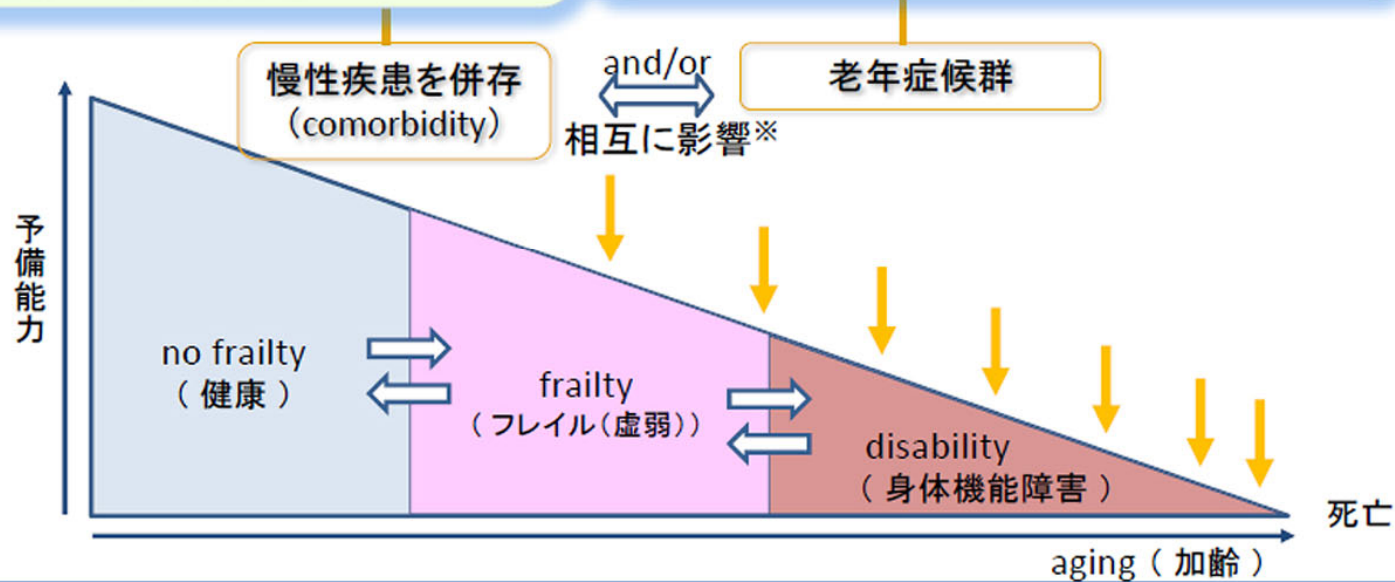 慢性疾患を併存
（comorbidity）
and/or
相互に影響※
老年症候群
予備能力
no frailty
（ 健康 ）
frailty
（ フレイル（虚弱））
disability
（ 身体機能障害 ）
死亡
aging（ 加齢 ）